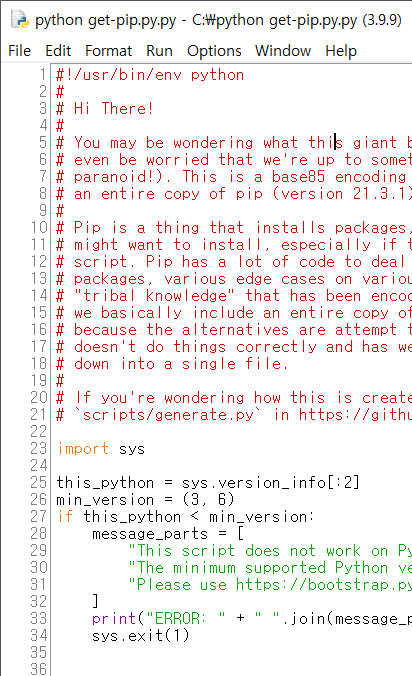 python get-pip.py.py - C:₩python get-pip.py.py (3.9.9)
File Edit Format Run Options Window Help
1 #!/usr/bin/env python
2 #
3 # Hi There!
4 #
5 # You may be wondering what this giant b
6 # even be worried that we're up to somet
7 # paranoid!). This is a base85 encoding
8 # an entire copy of pip (version 21.3.1)
9 #
10 # Pip is a thing that installs packages,
11 # might want to install, especially if t
12 # script. Pip has a lot of code to deal
13 # packages, various edge cases on variou
14 # "tribal knowledge" that has been encod
15 # we basically include an entire copy of
16 # because the alternatives are attempt t
17 # doesn't do things correctly and has we
18 # down into a single file.
19 #
20 # If you're wondering how this is create
21 # `scripts/generate.py` in https://githu
22
23 import sys
24
25 this_python = sys.version_info[:2]
26 min_version = (3, 6)
27 if this_python < min_version:
28 message_parts = [
29 "This script does not work on Py
30 "The minimum supported Python ve
31 "Please use https://bootstrap.py
32 ]
33 print("ERROR: " + " ".join(message_p
34 sys.exit(1)
35
36